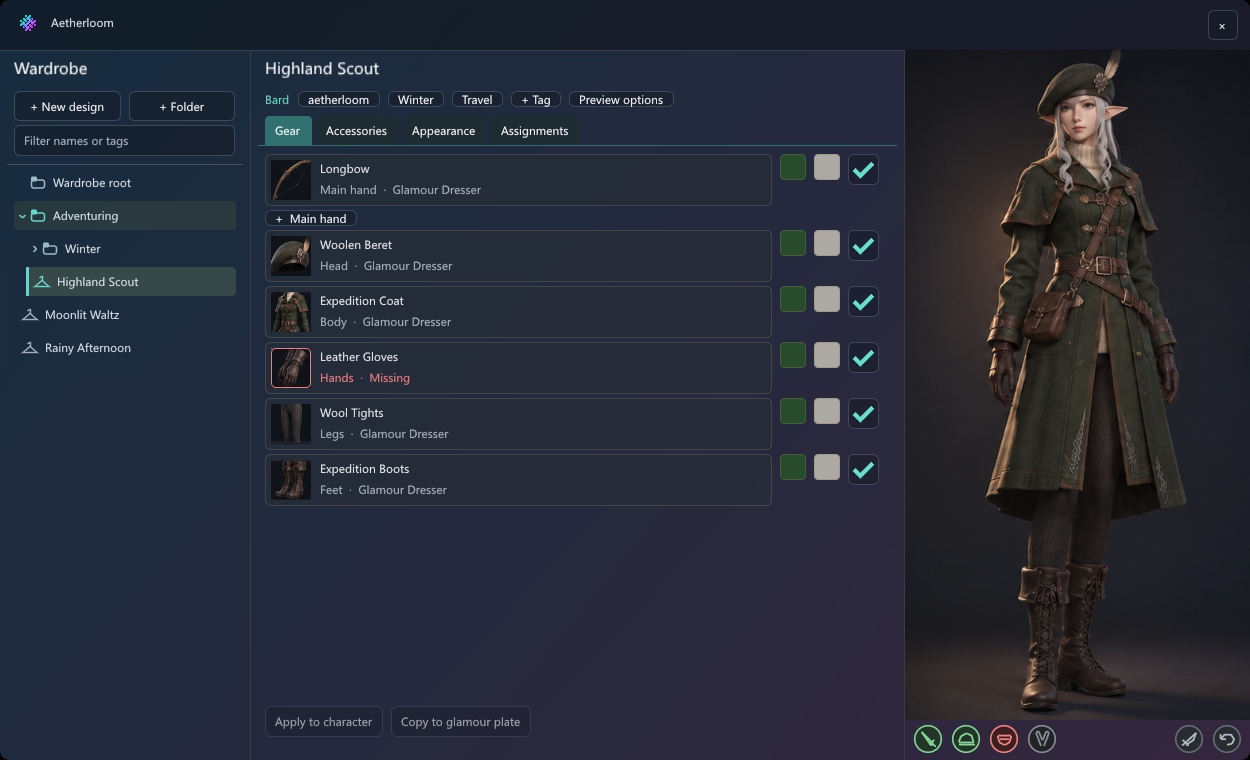 Aetherloom
×
Wardrobe
+ New design
+ Folder
Filter names or tags
Wardrobe root
Adventuring
Winter
Highland Scout
Moonlit Waltz
Rainy Afternoon
Highland Scout
Bard aetherloom Winter Travel + Tag Preview options
Gear Accessories Appearance Assignments
Longbow
Main hand · Glamour Dresser
+ Main hand
Woolen Beret
Head · Glamour Dresser
Expedition Coat
Body · Glamour Dresser
Leather Gloves
Hands · Missing
Wool Tights
Legs · Glamour Dresser
Expedition Boots
Feet · Glamour Dresser
Apply to character
Copy to glamour plate